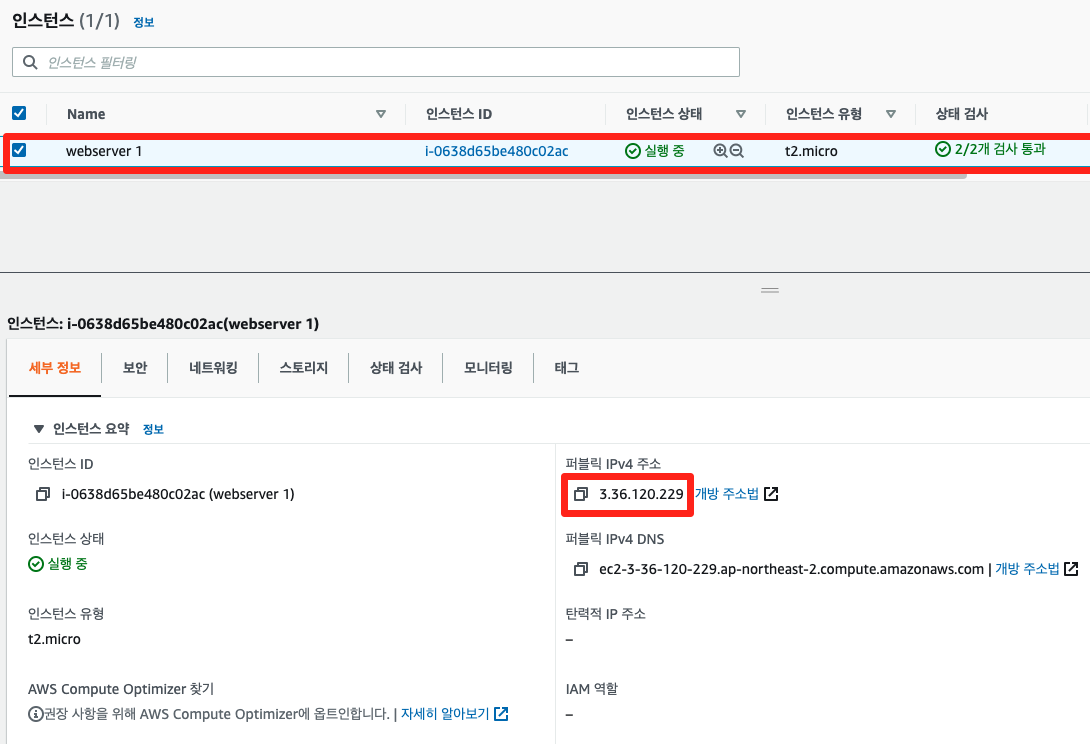 인스턴스 (1/1) 정보
인스턴스 필터링
Name 인스턴스 ID 인스턴스 상태 인스턴스 유형 상태 검사
webserver 1 i-0638d65be480c02ac 실행 중 t2.micro 2/2개 검사 통과
인스턴스: i-0638d65be480c02ac(webserver 1)
세부 정보 보안 네트워킹 스토리지 상태 검사 모니터링 태그
인스턴스 요약 정보
인스턴스 ID
i-0638d65be480c02ac (webserver 1)
퍼블릭 IPv4 주소
3.36.120.229 개방 주소법
인스턴스 상태
실행 중
퍼블릭 IPv4 DNS
ec2-3-36-120-229.ap-northeast-2.compute.amazonaws.com | 개방 주소법
인스턴스 유형
t2.micro
탄력적 IP 주소
–
AWS Compute Optimizer 찾기
권장 사항을 위해 AWS Compute Optimizer에 옵트인합니다. | 자세히 알아보기
IAM 역할
–